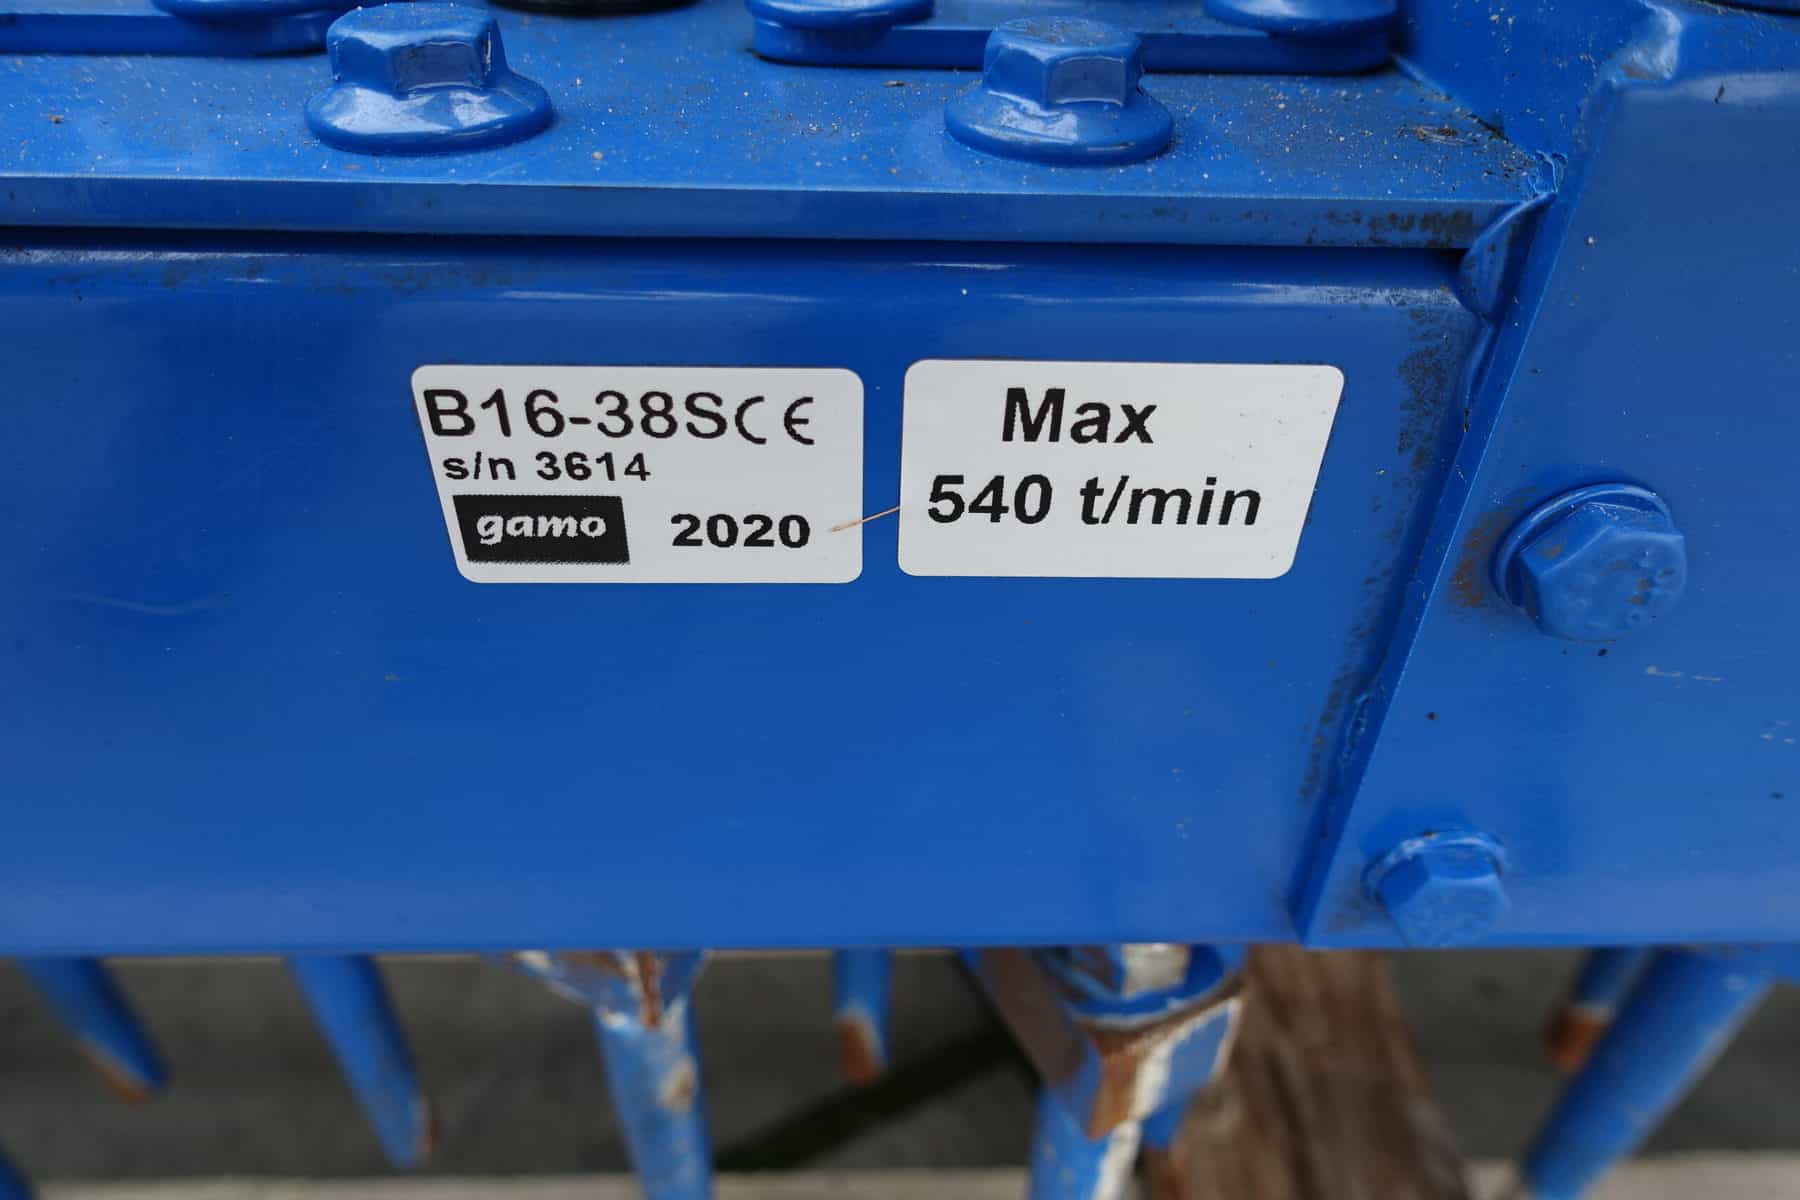 B16-38S CE
s/n 3614
gamo 2020
Max
540 t/min